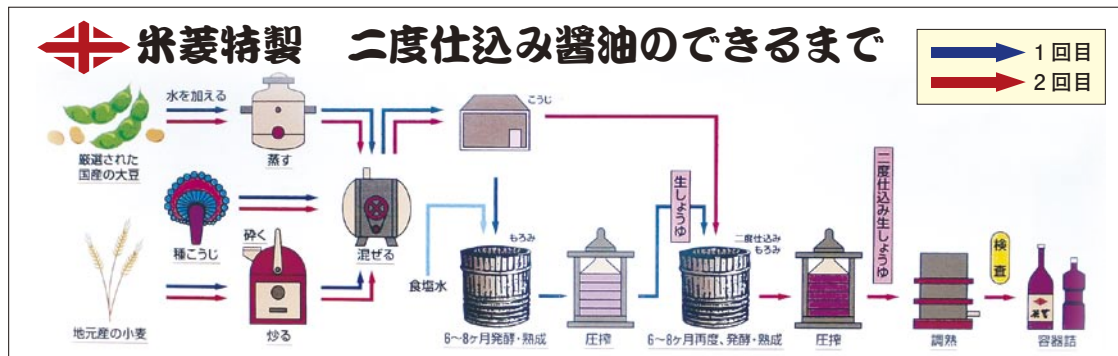 米菱特製 二度仕込み醤油のできるまで
1回目
2回目
水を加える
蒸す
厳選された
国産の大豆
種こうじ
混ぜる
砕く
炒る
地元産の小麦
こうじ
食塩水
もろみ
6〜8ヶ月発酵・熟成
圧搾
生しょうゆ
二度仕込み
もろみ
6〜8ヶ月再度、発酵・熟成
圧搾
二度仕込み生しょうゆ
調熟
検査
容器詰